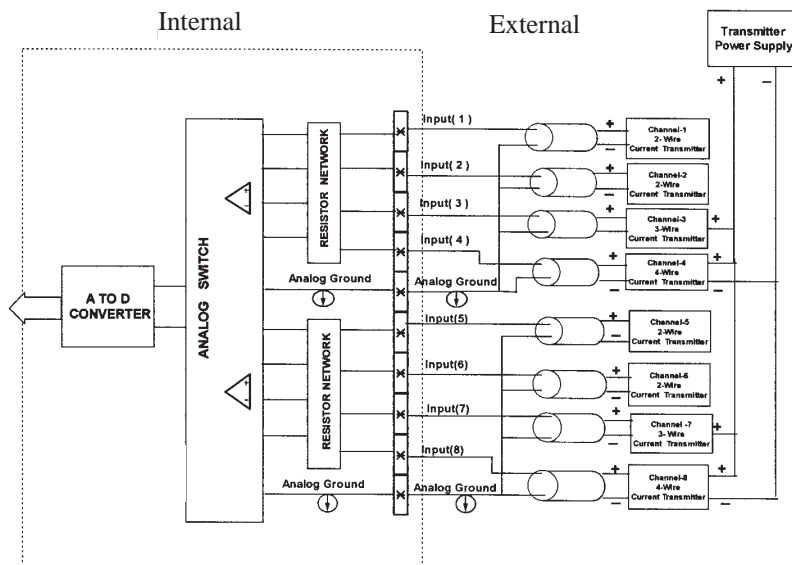 Internal
External
Transmitter
Power Supply
+
−
ANALOG SWITCH
+
−
+
−
A TO D
CONVERTER
RESISTOR NETWORK
RESISTOR NETWORK
Analog Ground
Analog Ground
Input( 1 )
Input( 2 )
Input( 3 )
Input( 4 )
Analog Ground
Input(5)
Input(6)
Input(7)
Input(8)
Analog Ground
+
−
Channel-1
2- Wire
Current Transmitter
+
−
Channel-2
2-Wire
Current Transmitter
+
−
Channel-3
3-Wire
Current Transmitter
+
+
−
Channel-4
4-Wire
Current Transmitter
+
−
+
−
Channel-5
2-Wire
Current Transmitter
+
−
Channel-6
2-Wire
Current Transmitter
+
−
Channel -7
3- Wire
Current Transmitter
+
+
−
Channel-8
4-Wire
Current Transmitter
+
−